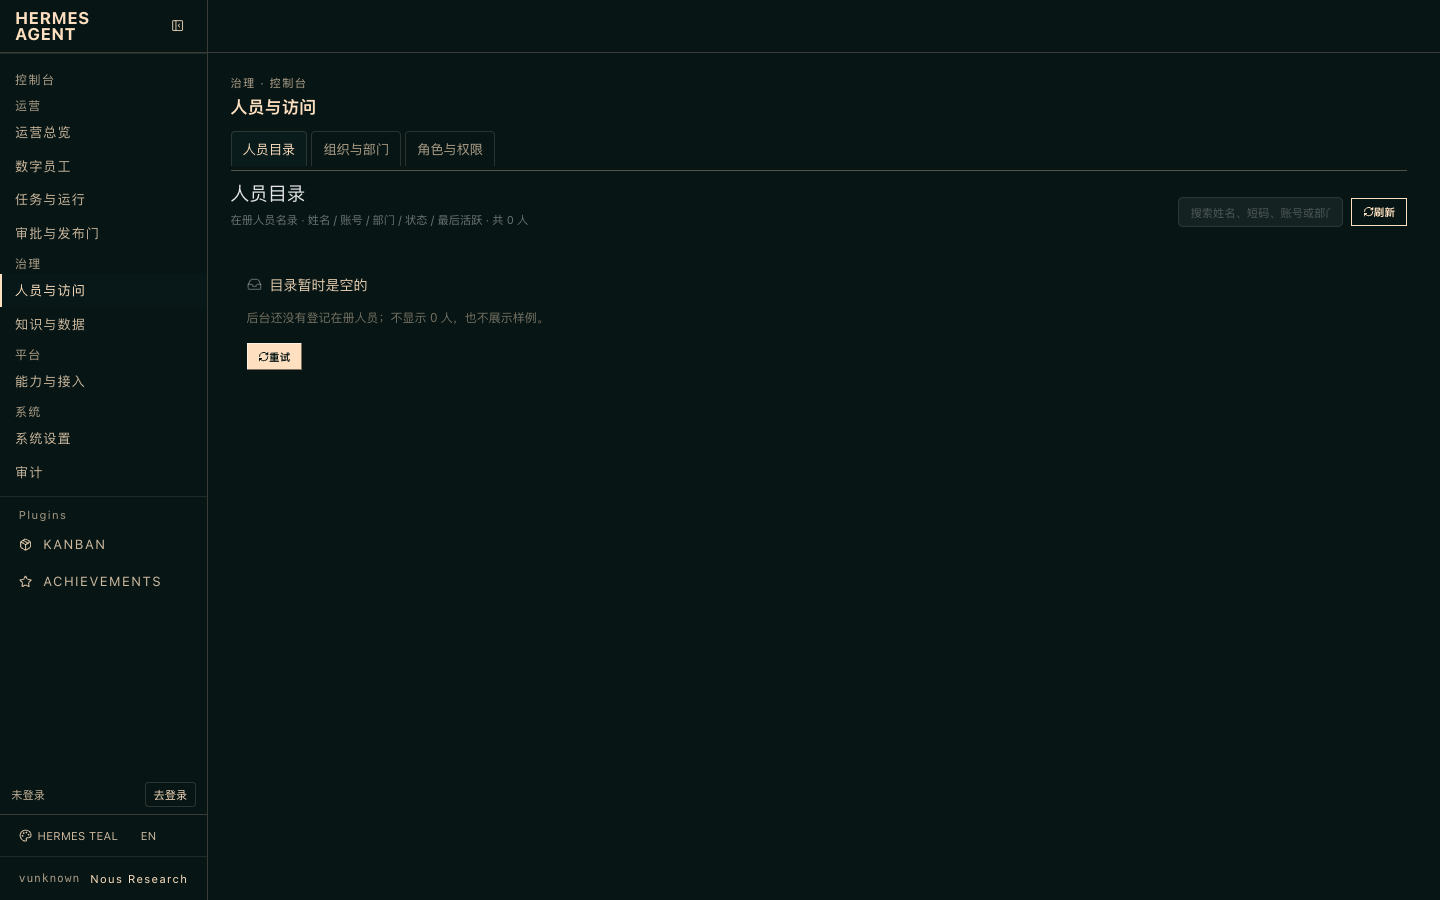 HERMES
AGENT
控制台
运营
运营总览
数字员工
任务与运行
审批与发布门
治理
人员与访问
知识与数据
平台
能力与接入
系统
系统设置
审计
Plugins
KANBAN
ACHIEVEMENTS
未登录
去登录
HERMES TEAL
EN
vunknown
Nous Research
治理 · 控制台
人员与访问
人员目录
组织与部门
角色与权限
人员目录
在册人员名录 · 姓名 / 账号 / 部门 / 状态 / 最后活跃 · 共 0 人
搜索姓名、短码、账号或部门
刷新
目录暂时是空的
后台还没有登记在册人员；不显示 0 人，也不展示样例。
重试